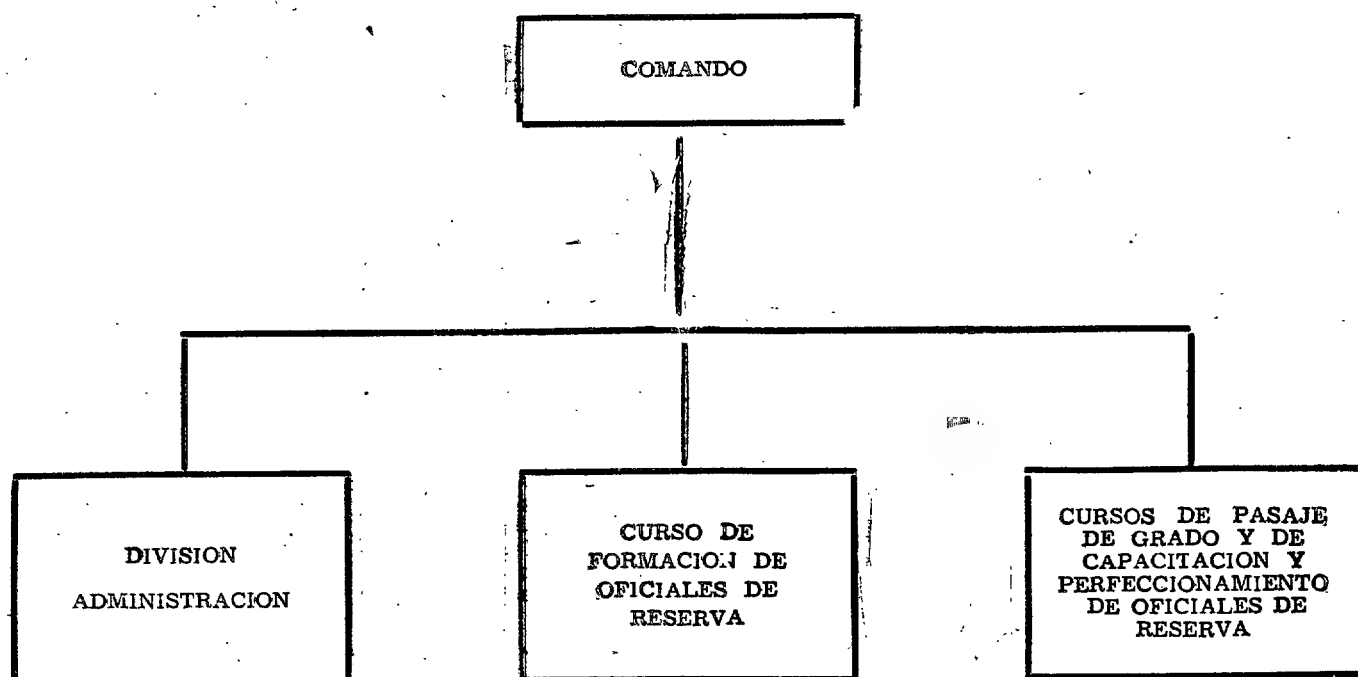 COMANDO
DIVISION
ADMINISTRACION
CURSO DE
FORMACION DE
OFICIALES DE
RESERVA
CURSOS DE PASAJE
DE GRADO Y DE
CAPACITACION Y
PERFECCIONAMIENTO
DE OFICIALES DE
RESERVA